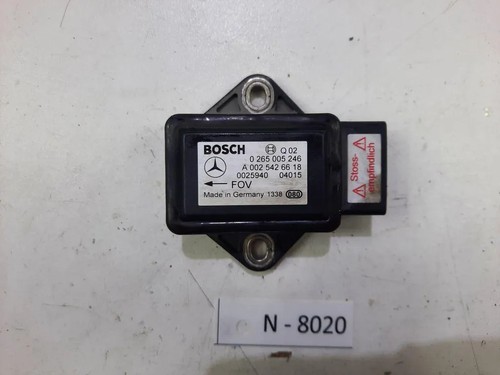 BOSCH Q 02
0 265 005 246
A 002 542 66 18
0025940 04015
← FOV
Made in Germany 1338
Stoss-
empfindlich
N - 8020